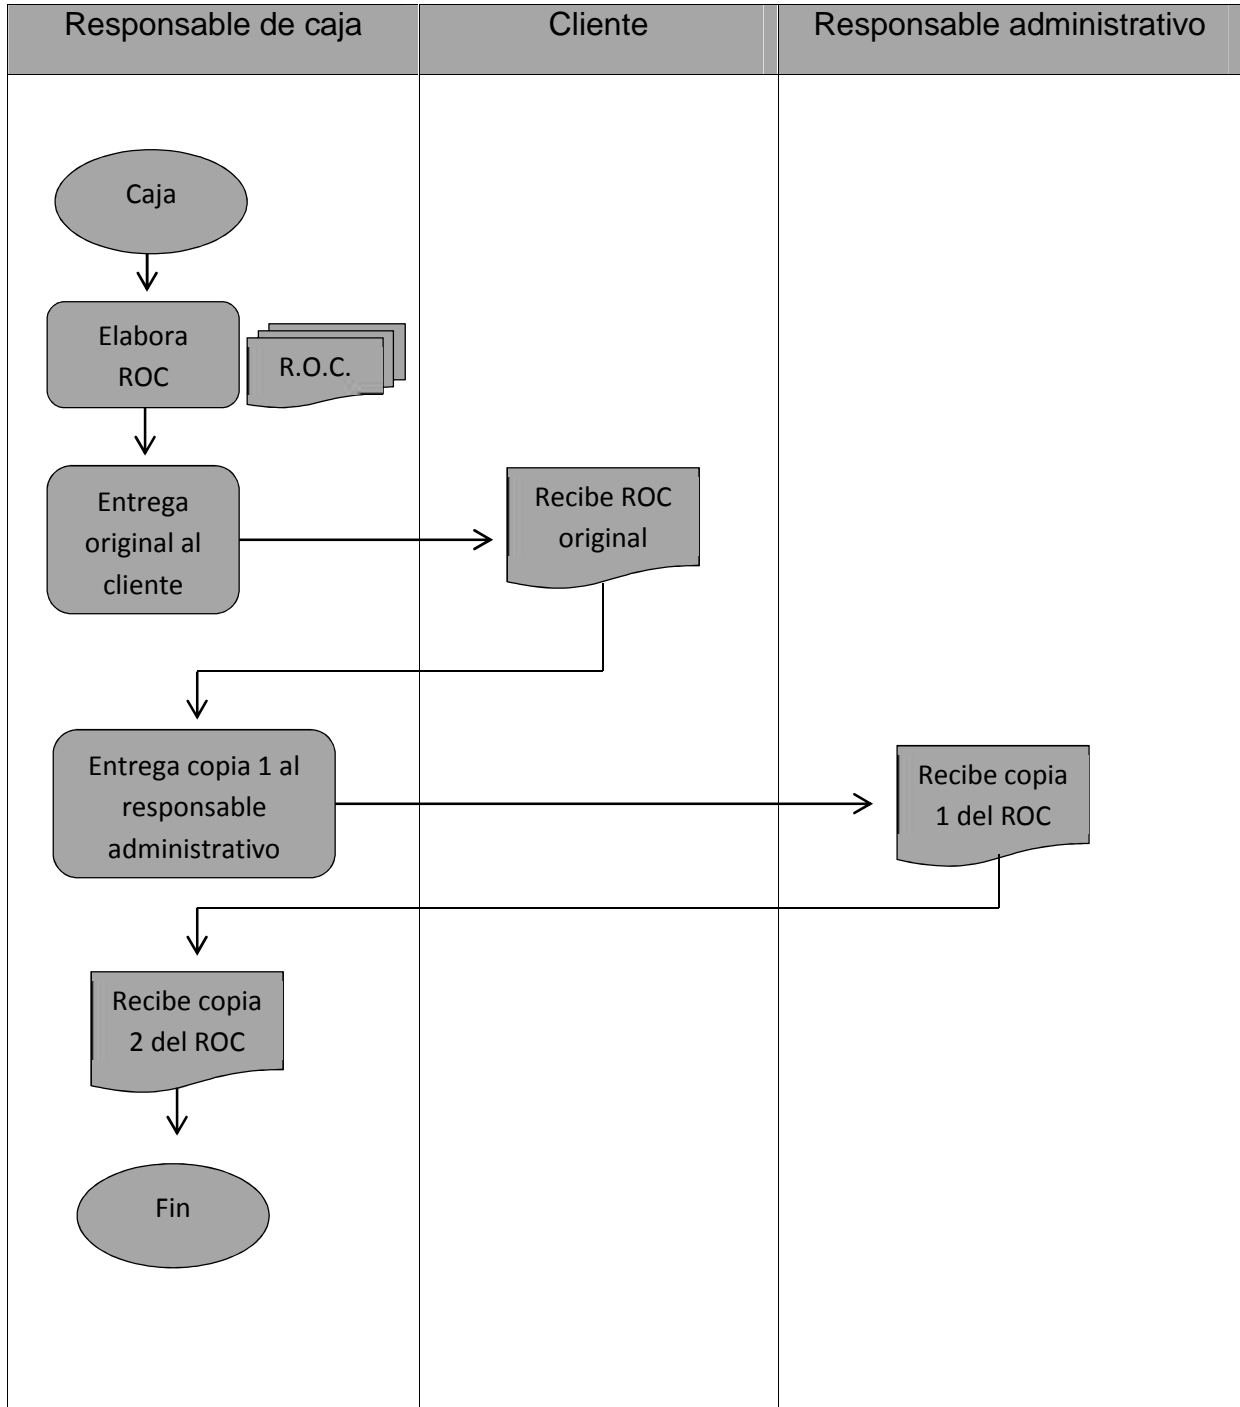 Responsable de caja
Cliente
Responsable administrativo
Caja
Elabora
ROC
R.O.C.
Entrega
original al
cliente
Recibe ROC
original
Entrega copia 1 al
responsable
administrativo
Recibe copia
1 del ROC
Recibe copia
2 del ROC
Fin